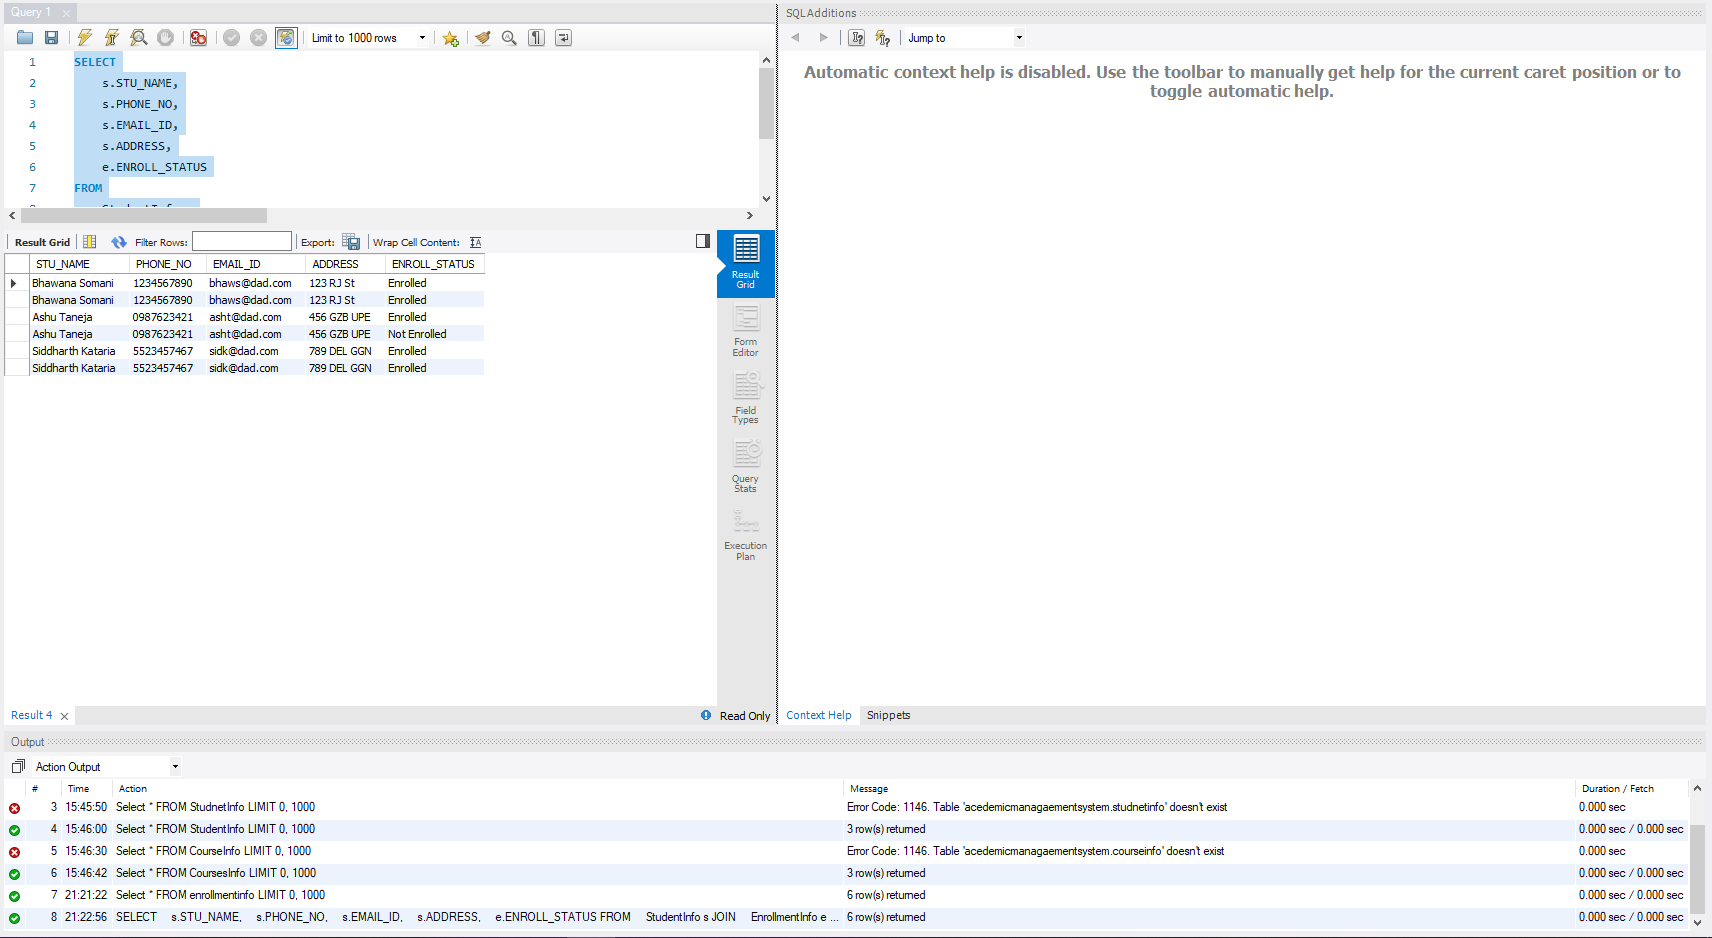 Query 1
Limit to 1000 rows
1 SELECT
2 s.STU_NAME,
3 s.PHONE_NO,
4 s.EMAIL_ID,
5 s.ADDRESS,
6 e.ENROLL_STATUS
7 FROM
Result Grid Filter Rows: Export: Wrap Cell Content:
STU_NAME PHONE_NO EMAIL_ID ADDRESS ENROLL_STATUS
Bhawana Somani 1234567890 bhaws@dad.com 123 RJ St Enrolled
Bhawana Somani 1234567890 bhaws@dad.com 123 RJ St Enrolled
Ashu Taneja 0987623421 asht@dad.com 456 GZB UPE Enrolled
Ashu Taneja 0987623421 asht@dad.com 456 GZB UPE Not Enrolled
Siddharth Kataria 5523457467 sidk@dad.com 789 DEL GGN Enrolled
Siddharth Kataria 5523457467 sidk@dad.com 789 DEL GGN Enrolled
Result
Grid
Form
Editor
Field
Types
Query
Stats
Execution
Plan
Result 4
Read Only
SQLAdditions
Jump to
Automatic context help is disabled. Use the toolbar to manually get help for the current caret position or to
toggle automatic help.
Context Help Snippets
Output
Action Output
# Time Action Message Duration / Fetch
3 15:45:50 Select * FROM StudnetInfo LIMIT 0, 1000 Error Code: 1146. Table 'acedemicmanagaementsystem.studnetinfo' doesn't exist 0.000 sec
4 15:46:00 Select * FROM StudentInfo LIMIT 0, 1000 3 row(s) returned 0.000 sec / 0.000 sec
5 15:46:30 Select * FROM CourseInfo LIMIT 0, 1000 Error Code: 1146. Table 'acedemicmanagaementsystem.courseinfo' doesn't exist 0.000 sec
6 15:46:42 Select * FROM CoursesInfo LIMIT 0, 1000 3 row(s) returned 0.000 sec / 0.000 sec
7 21:21:22 Select * FROM enrollmentinfo LIMIT 0, 1000 6 row(s) returned 0.000 sec / 0.000 sec
8 21:22:56 SELECT s.STU_NAME, s.PHONE_NO, s.EMAIL_ID, s.ADDRESS, e.ENROLL_STATUS FROM StudentInfo s JOIN EnrollmentInfo e ... 6 row(s) returned 0.000 sec / 0.000 sec